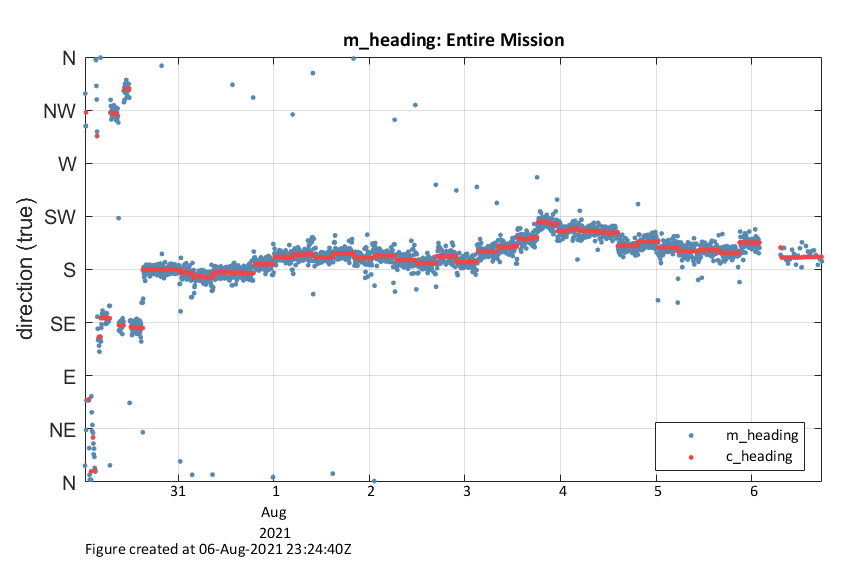 m_heading: Entire Mission
direction (true)
N
NW
W
SW
S
SE
E
NE
N
31 1 2 3 4 5 6
Aug
2021
m_heading
c_heading
Figure created at 06-Aug-2021 23:24:40Z